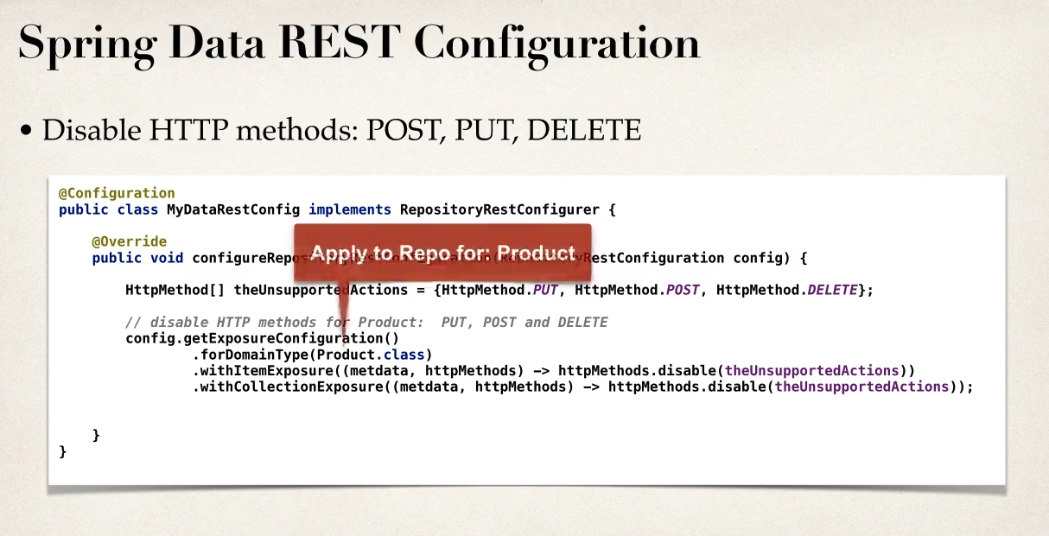 Spring Data REST Configuration
• Disable HTTP methods: POST, PUT, DELETE
@Configuration
public class MyDataRestConfig implements RepositoryRestConfigurer {
@Override
Apply to Repo for: Product
public void configureRepos RestConfiguration config) {
HttpMethod[] theUnsupportedActions = {HttpMethod.PUT, HttpMethod.POST, HttpMethod.DELETE};
// disable HTTP methods for Product:  PUT, POST and DELETE
config.getExposureConfiguration()
.forDomainType(Product.class)
.withItemExposure((metdata, httpMethods) -> httpMethods.disable(theUnsupportedActions))
.withCollectionExposure((metdata, httpMethods) -> httpMethods.disable(theUnsupportedActions));
}
}